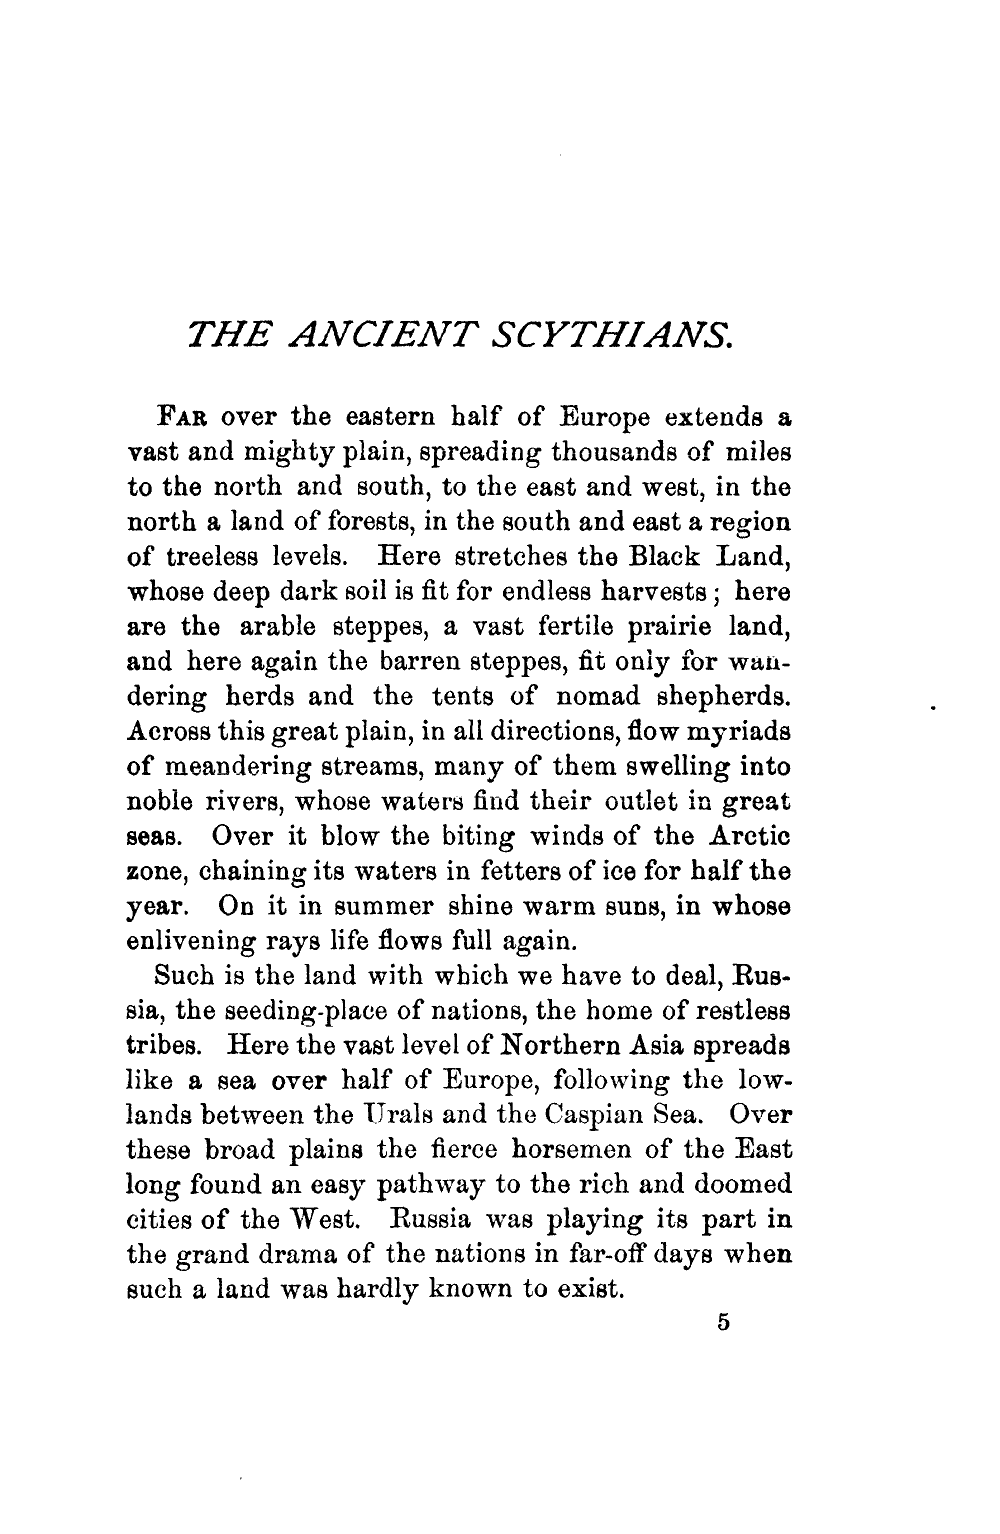 THE ANCIENT SCYTHIANS.
FAR over the eastern half of Europe extends a
vast and mighty plain, spreading thousands of miles
to the north and south, to the east and west, in the
north a land of forests, in the south and east a region
of treeless levels. Here stretches the Black Land,
whose deep dark soil is fit for endless harvests; here
are the arable steppes, a vast fertile prairie land,
and here again the barren steppes, fit only for wan-
dering herds and the tents of nomad shepherds.
Across this great plain, in all directions, flow myriads
of meandering streams, many of them swelling into
noble rivers, whose waters find their outlet in great
seas. Over it blow the biting winds of the Arctic
zone, chaining its waters in fetters of ice for half the
year. On it in summer shine warm suns, in whose
enlivening rays life flows full again.
Such is the land with which we have to deal, Rus-
sia, the seeding-place of nations, the home of restless
tribes. Here the vast level of Northern Asia spreads
like a sea over half of Europe, following the low-
lands between the Urals and the Caspian Sea. Over
these broad plains the fierce horsemen of the East
long found an easy pathway to the rich and doomed
cities of the West. Russia was playing its part in
the grand drama of the nations in far-off days when
such a land was hardly known to exist.
5